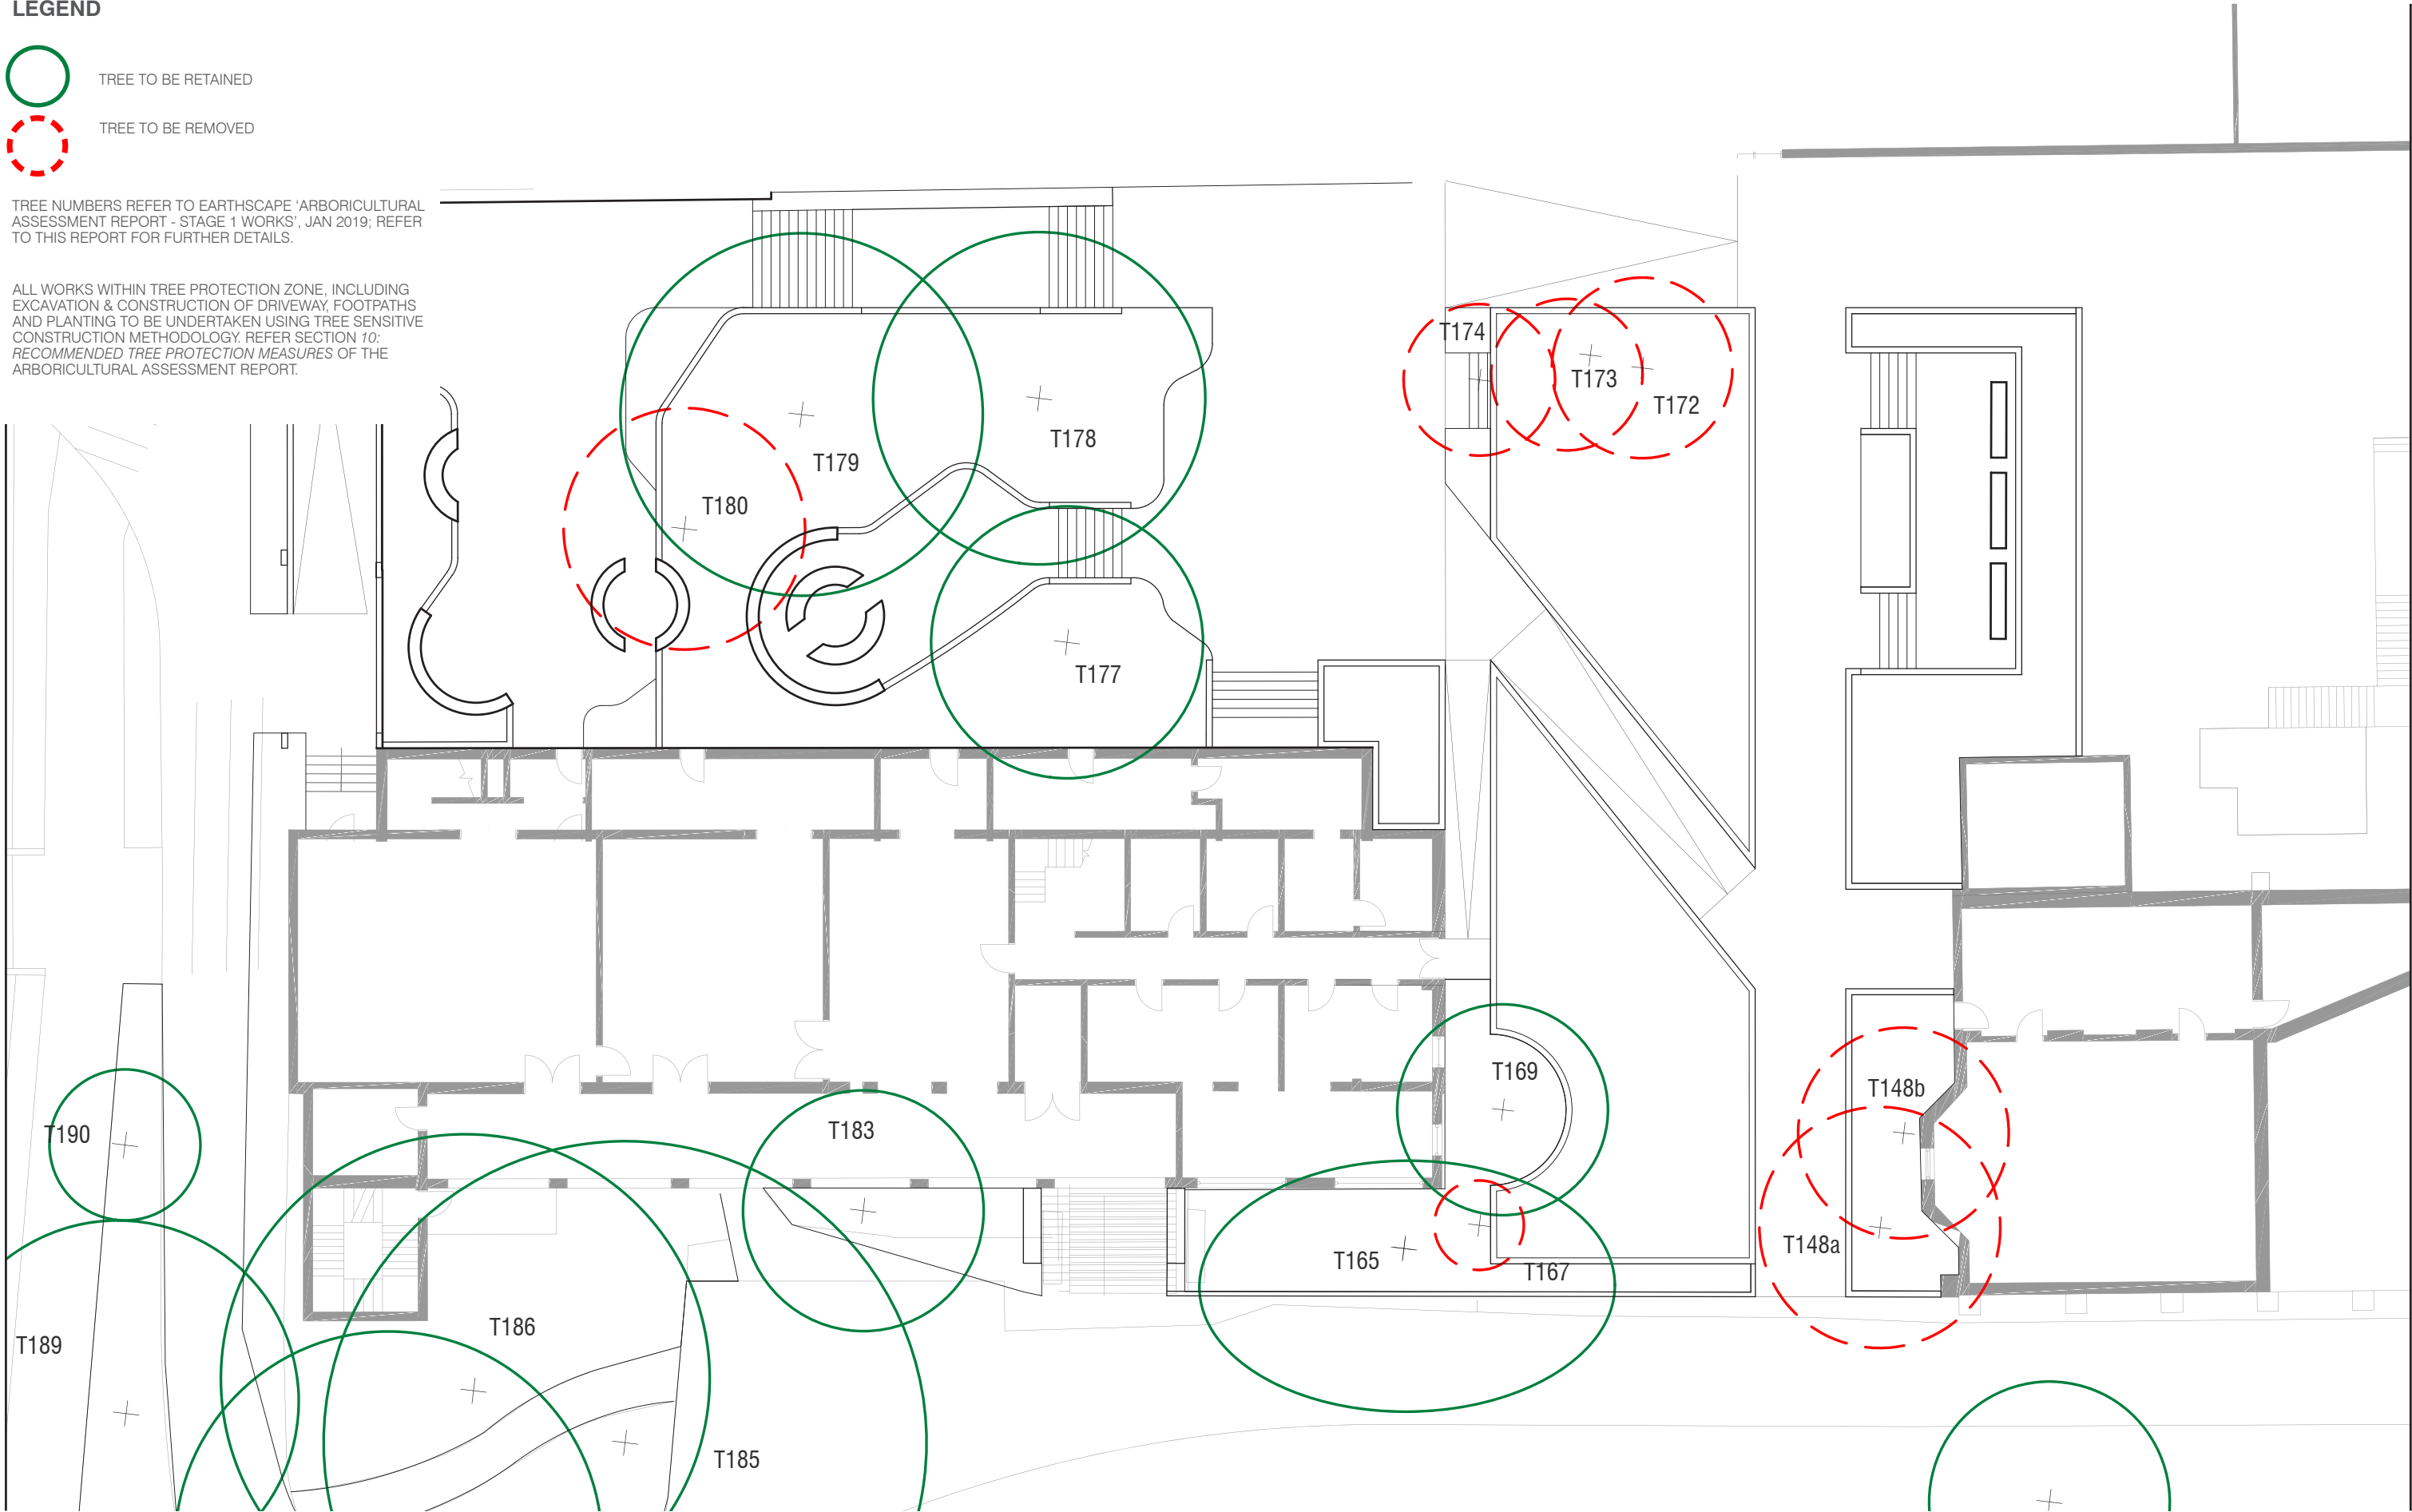 LEGEND
TREE TO BE RETAINED
TREE TO BE REMOVED
TREE NUMBERS REFER TO EARTHSCAPE ‘ARBORICULTURAL
ASSESSMENT REPORT - STAGE 1 WORKS’, JAN 2019; REFER
TO THIS REPORT FOR FURTHER DETAILS.
ALL WORKS WITHIN TREE PROTECTION ZONE, INCLUDING
EXCAVATION & CONSTRUCTION OF DRIVEWAY, FOOTPATHS
AND PLANTING TO BE UNDERTAKEN USING TREE SENSITIVE
CONSTRUCTION METHODOLOGY. REFER SECTION 10:
RECOMMENDED TREE PROTECTION MEASURES OF THE
ARBORICULTURAL ASSESSMENT REPORT.
T174
T173
T172
T178
T179
T180
T177
T169
T148b
T183
T190
T148a
T165
T167
T186
T189
T185